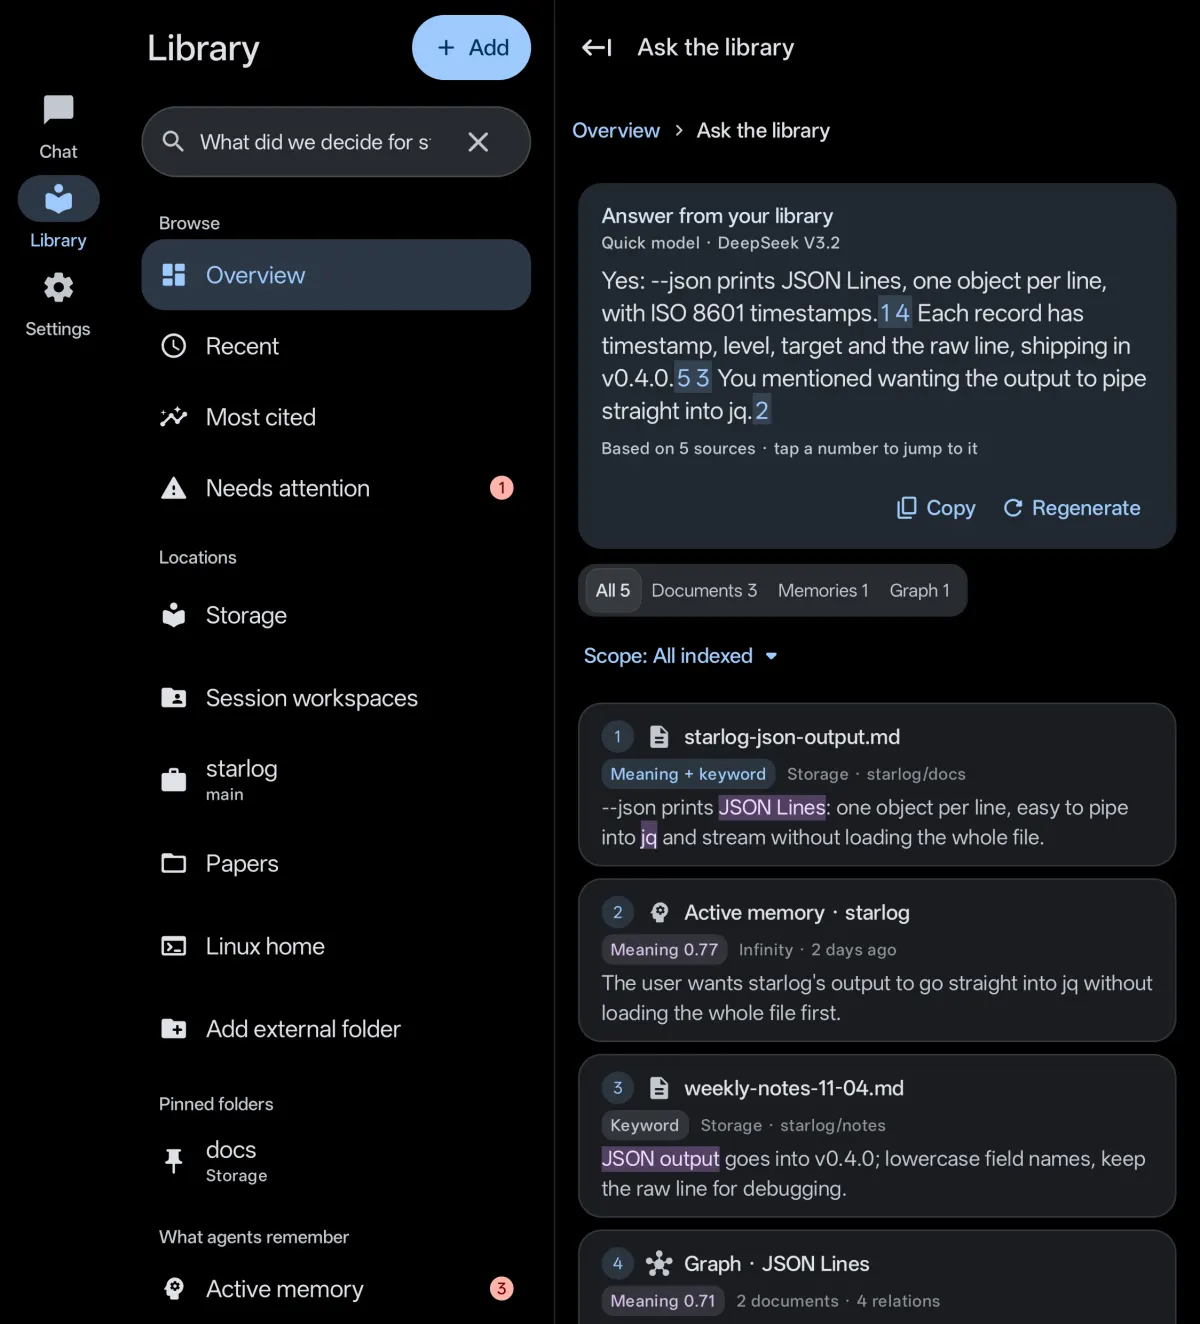 Library
+ Add
Chat
Library
Settings
What did we decide for s
Browse
Overview
Recent
Most cited
Needs attention
1
Locations
Storage
Session workspaces
starlog
main
Papers
Linux home
Add external folder
Pinned folders
docs
Storage
What agents remember
Active memory
3
Ask the library
Overview > Ask the library
Answer from your library
Quick model · DeepSeek V3.2
Yes: --json prints JSON Lines, one object per line,
with ISO 8601 timestamps. 1 4 Each record has
timestamp, level, target and the raw line, shipping in
v0.4.0. 5 3 You mentioned wanting the output to pipe
straight into jq. 2
Based on 5 sources · tap a number to jump to it
Copy
Regenerate
All 5
Documents 3
Memories 1
Graph 1
Scope: All indexed
1 starlog-json-output.md
Meaning + keyword Storage · starlog/docs
--json prints JSON Lines: one object per line, easy to pipe
into jq and stream without loading the whole file.
2 Active memory · starlog
Meaning 0.77 Infinity · 2 days ago
The user wants starlog's output to go straight into jq without
loading the whole file first.
3 weekly-notes-11-04.md
Keyword Storage · starlog/notes
JSON output goes into v0.4.0; lowercase field names, keep
the raw line for debugging.
4 Graph · JSON Lines
Meaning 0.71 2 documents · 4 relations